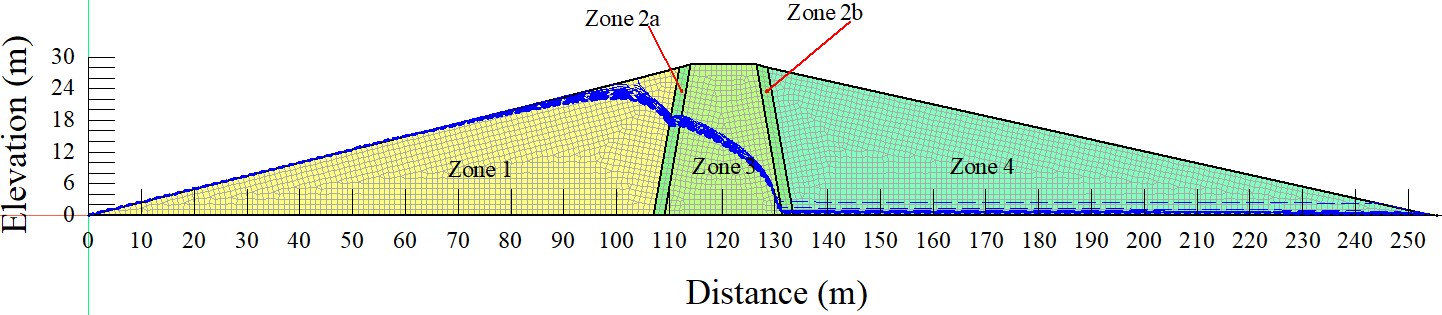 Zone 2a
Zone 2b
Elevation (m)
30
24
18
12
6
0
Zone 1
Zone 3
Zone 4
0 10 20 30 40 50 60 70 80 90 100 110 120 130 140 150 160 170 180 190 200 210 220 230 240 250
Distance (m)